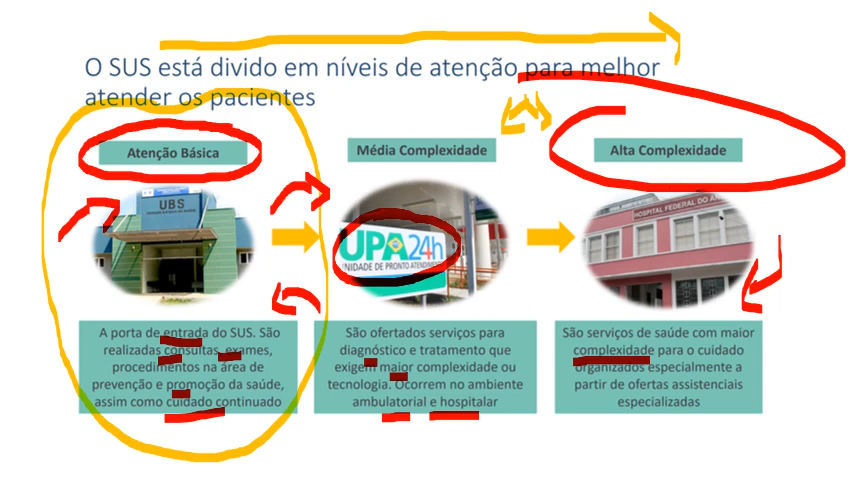 O SUS está divido em níveis de atenção para melhor
atender os pacientes
Atenção Básica
Média Complexidade
Alta Complexidade
UBS
UPA24h
UNIDADE DE PRONTO ATENDIMENTO
HOSPITAL FEDERAL DO
A porta de entrada do SUS. São
realizadas consultas, exames,
procedimentos na área de
prevenção e promoção da saúde,
assim como cuidado continuado
São ofertados serviços para
diagnóstico e tratamento que
exigem maior complexidade ou
tecnologia. Ocorrem no ambiente
ambulatorial e hospitalar
São serviços de saúde com maior
complexidade para o cuidado
organizados especialmente a
partir de ofertas assistenciais
especializadas